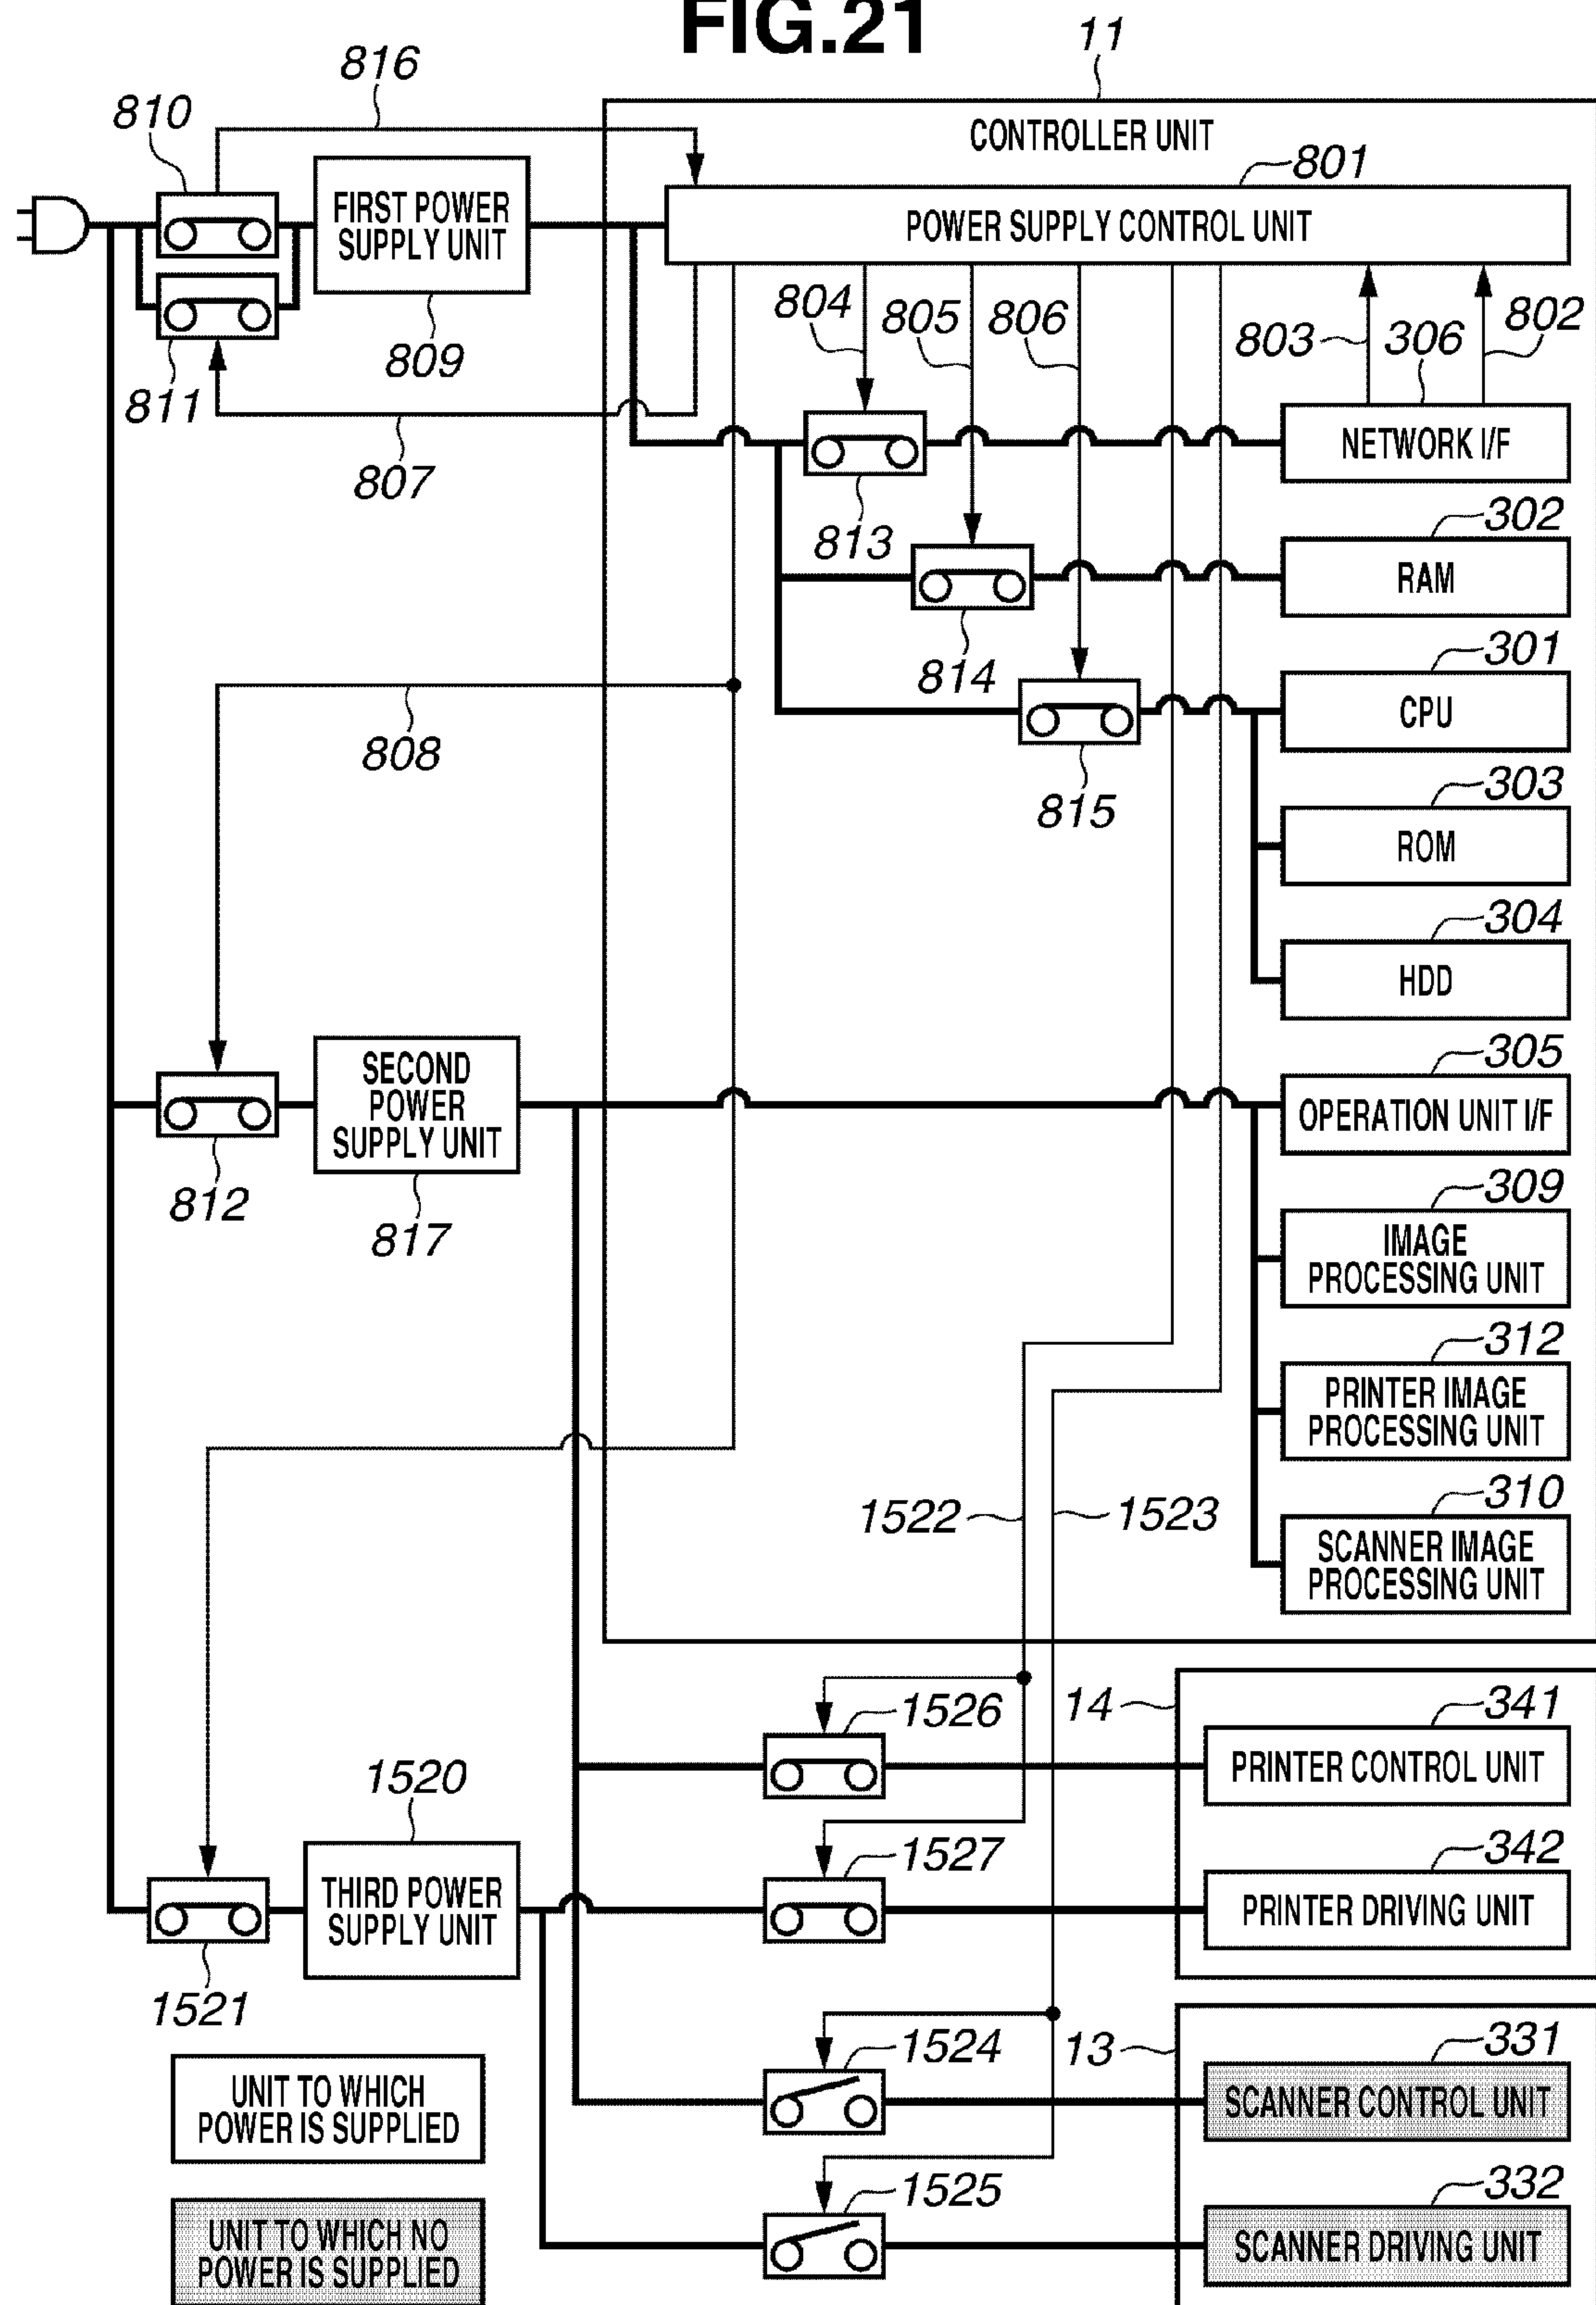 FIG.21
11
816
810
CONTROLLER UNIT
801
FIRST POWER
SUPPLY UNIT
POWER SUPPLY CONTROL UNIT
804
805
806
803
306
802
809
811
807
NETWORK I/F
813
302
RAM
814
301
CPU
808
815
303
ROM
304
HDD
305
SECOND
POWER
SUPPLY UNIT
OPERATION UNIT I/F
812
817
309
IMAGE
PROCESSING UNIT
312
PRINTER IMAGE
PROCESSING UNIT
1522
1523
310
SCANNER IMAGE
PROCESSING UNIT
1526
14
341
PRINTER CONTROL UNIT
1520
1527
342
THIRD POWER
SUPPLY UNIT
PRINTER DRIVING UNIT
1521
1524
13
331
UNIT TO WHICH
POWER IS SUPPLIED
SCANNER CONTROL UNIT
1525
332
UNIT TO WHICH NO
POWER IS SUPPLIED
SCANNER DRIVING UNIT